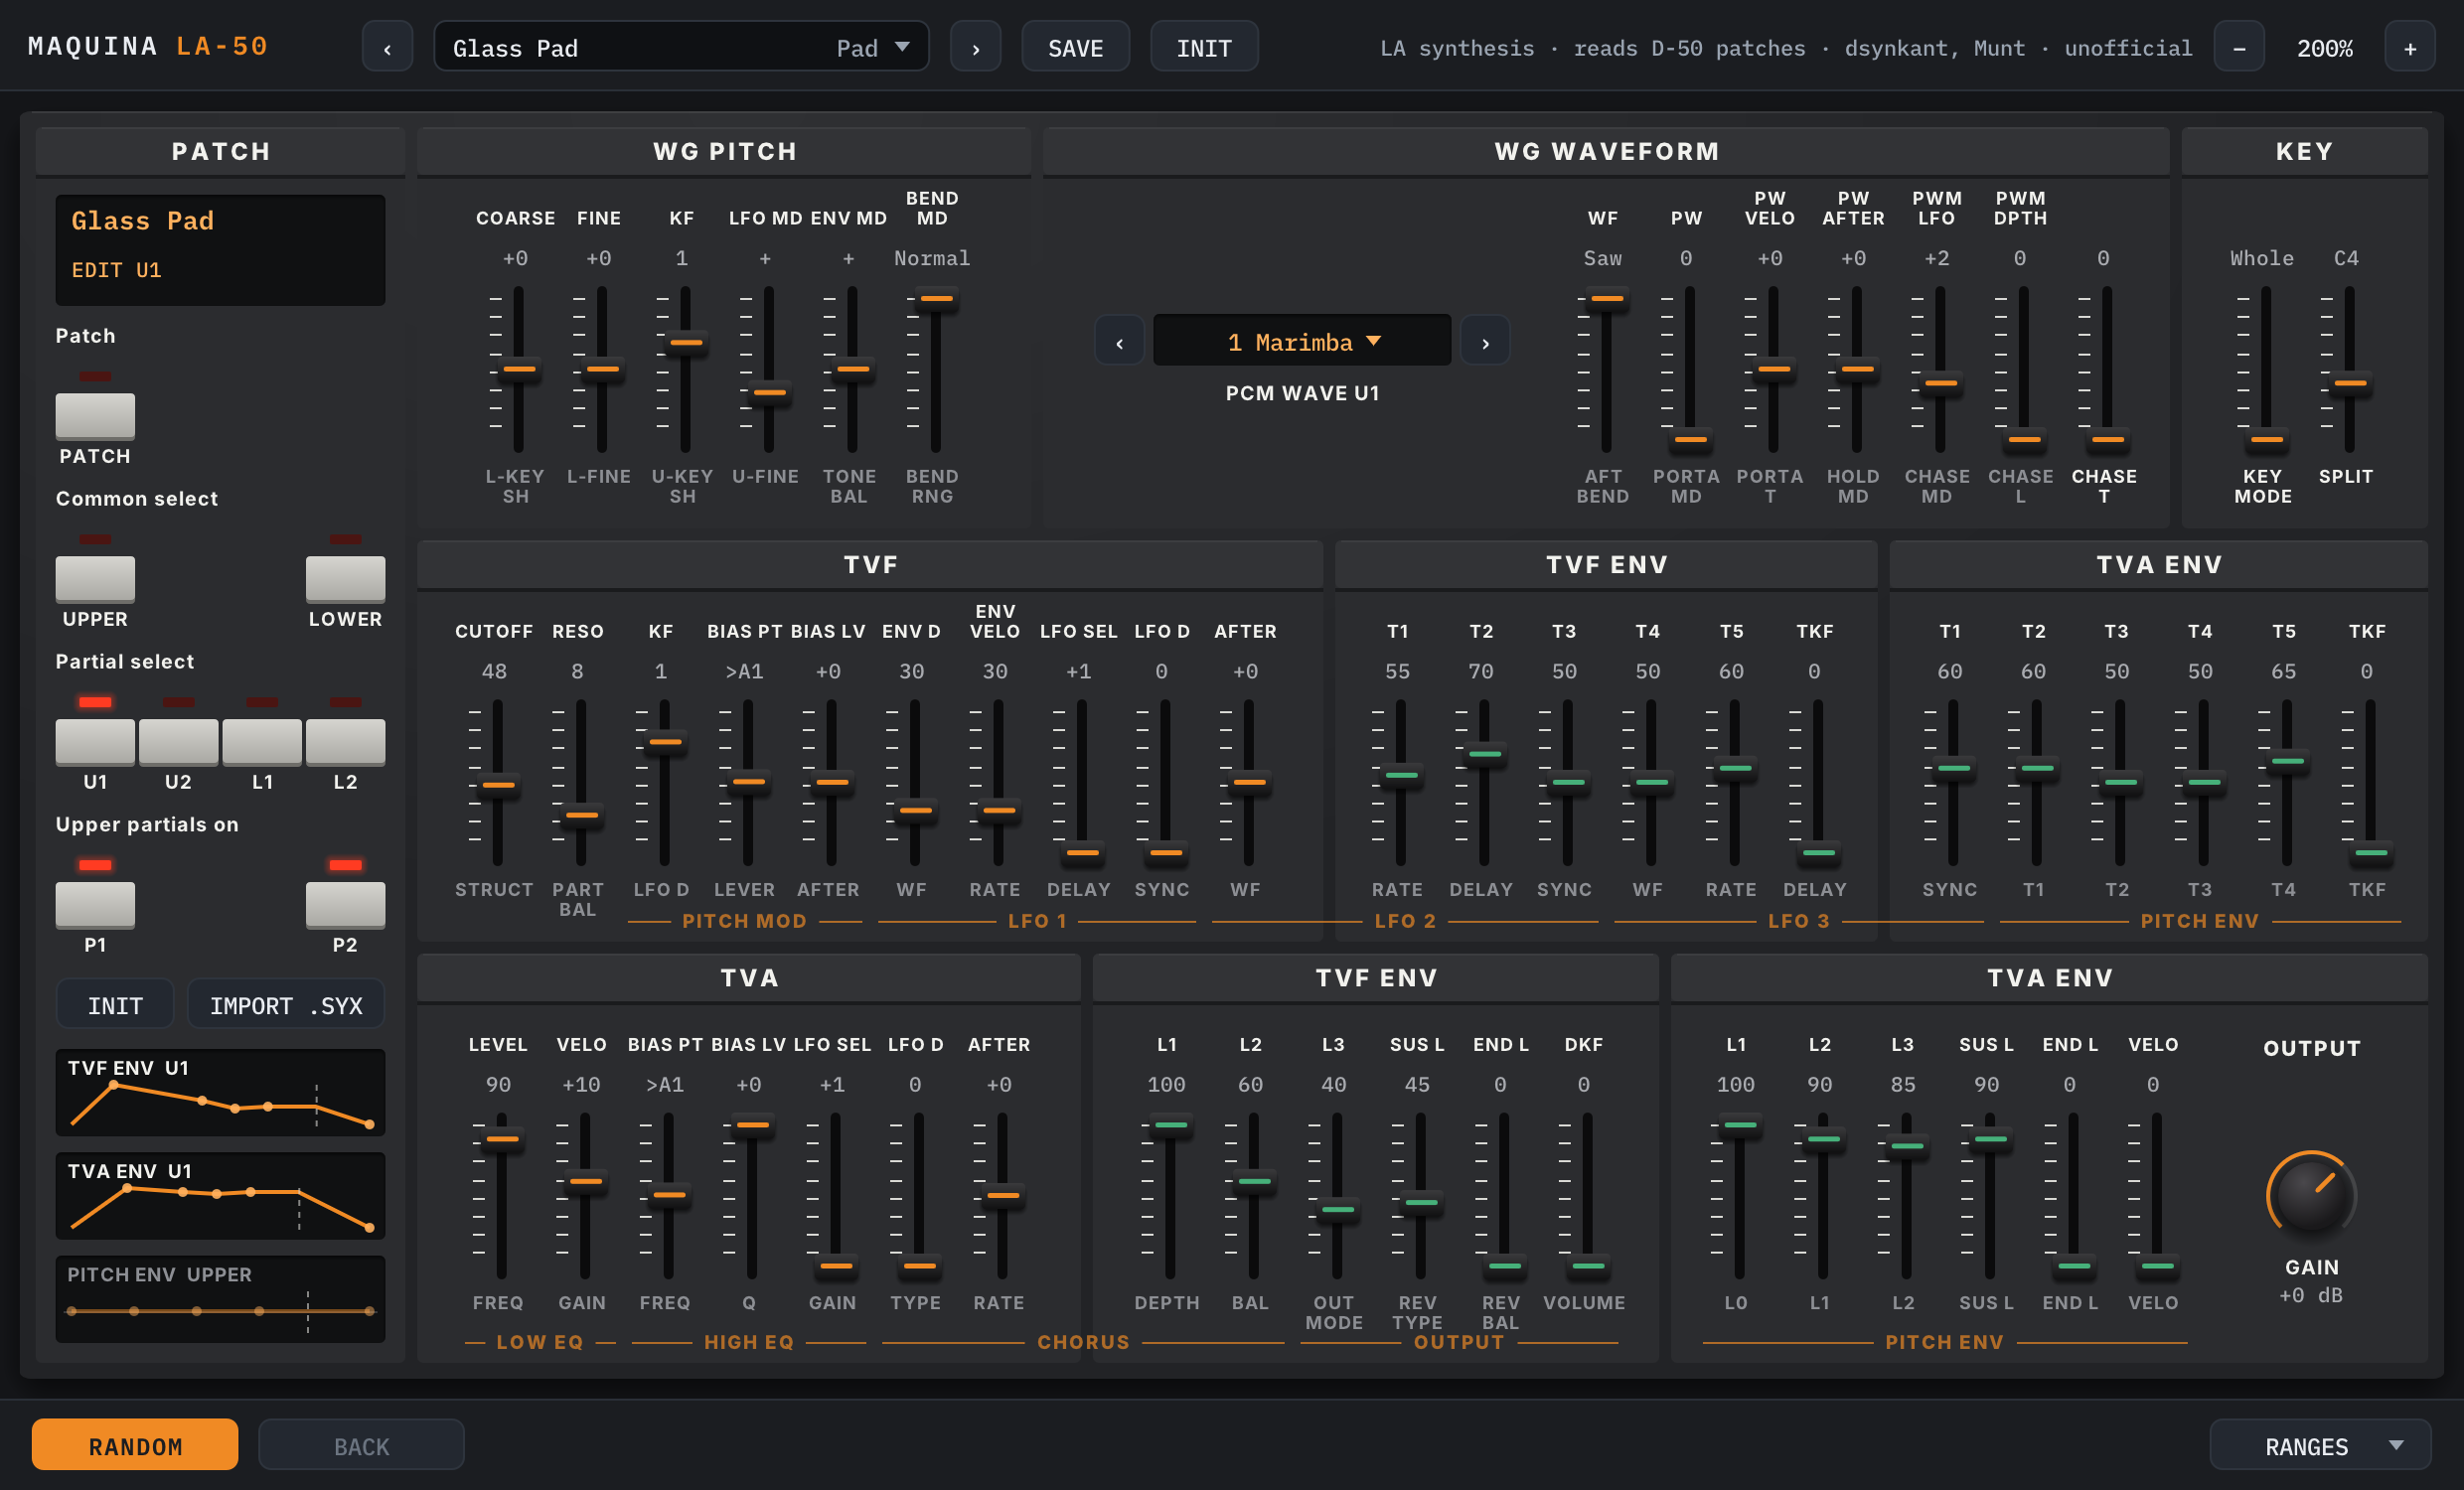 MAQUINA LA-50
‹
Glass Pad
Pad
›
SAVE
INIT
LA synthesis · reads D-50 patches · dsynkant, Munt · unofficial
−
200%
+
PATCH
Glass Pad
EDIT U1
Patch
PATCH
Common select
UPPER LOWER
Partial select
U1 U2 L1 L2
Upper partials on
P1 P2
INIT IMPORT .SYX
TVF ENV U1
TVA ENV U1
PITCH ENV UPPER
WG PITCH
COARSE FINE KF LFO MD ENV MD BEND MD
+0 +0 1 + + Normal
L-KEY SH L-FINE U-KEY SH U-FINE TONE BAL BEND RNG
WG WAVEFORM
‹ 1 Marimba ›
PCM WAVE U1
WF PW PW VELO PW AFTER PWM LFO PWM DPTH
Saw 0 +0 +0 +2 0 0
AFT BEND PORTA MD PORTA T HOLD MD CHASE MD CHASE L CHASE T
KEY
Whole C4
KEY MODE SPLIT
TVF
CUTOFF RESO KF BIAS PT BIAS LV ENV D ENV VELO LFO SEL LFO D AFTER
48 8 1 >A1 +0 30 30 +1 0 +0
STRUCT PART BAL LFO D LEVER AFTER WF RATE DELAY SYNC WF
TVF ENV
T1 T2 T3 T4 T5 TKF
55 70 50 50 60 0
RATE DELAY SYNC WF RATE DELAY
TVA ENV
T1 T2 T3 T4 T5 TKF
60 60 50 50 65 0
SYNC T1 T2 T3 T4 TKF
PITCH MOD LFO 1 LFO 2 LFO 3 PITCH ENV
TVA
LEVEL VELO BIAS PT BIAS LV LFO SEL LFO D AFTER
90 +10 >A1 +0 +1 0 +0
FREQ GAIN FREQ Q GAIN TYPE RATE
TVF ENV
L1 L2 L3 SUS L END L DKF
100 60 40 45 0 0
DEPTH BAL OUT MODE REV TYPE REV BAL VOLUME
TVA ENV
L1 L2 L3 SUS L END L VELO
100 90 85 90 0 0
L0 L1 L2 SUS L END L VELO
LOW EQ HIGH EQ CHORUS OUTPUT PITCH ENV
OUTPUT
GAIN
+0 dB
RANDOM BACK RANGES